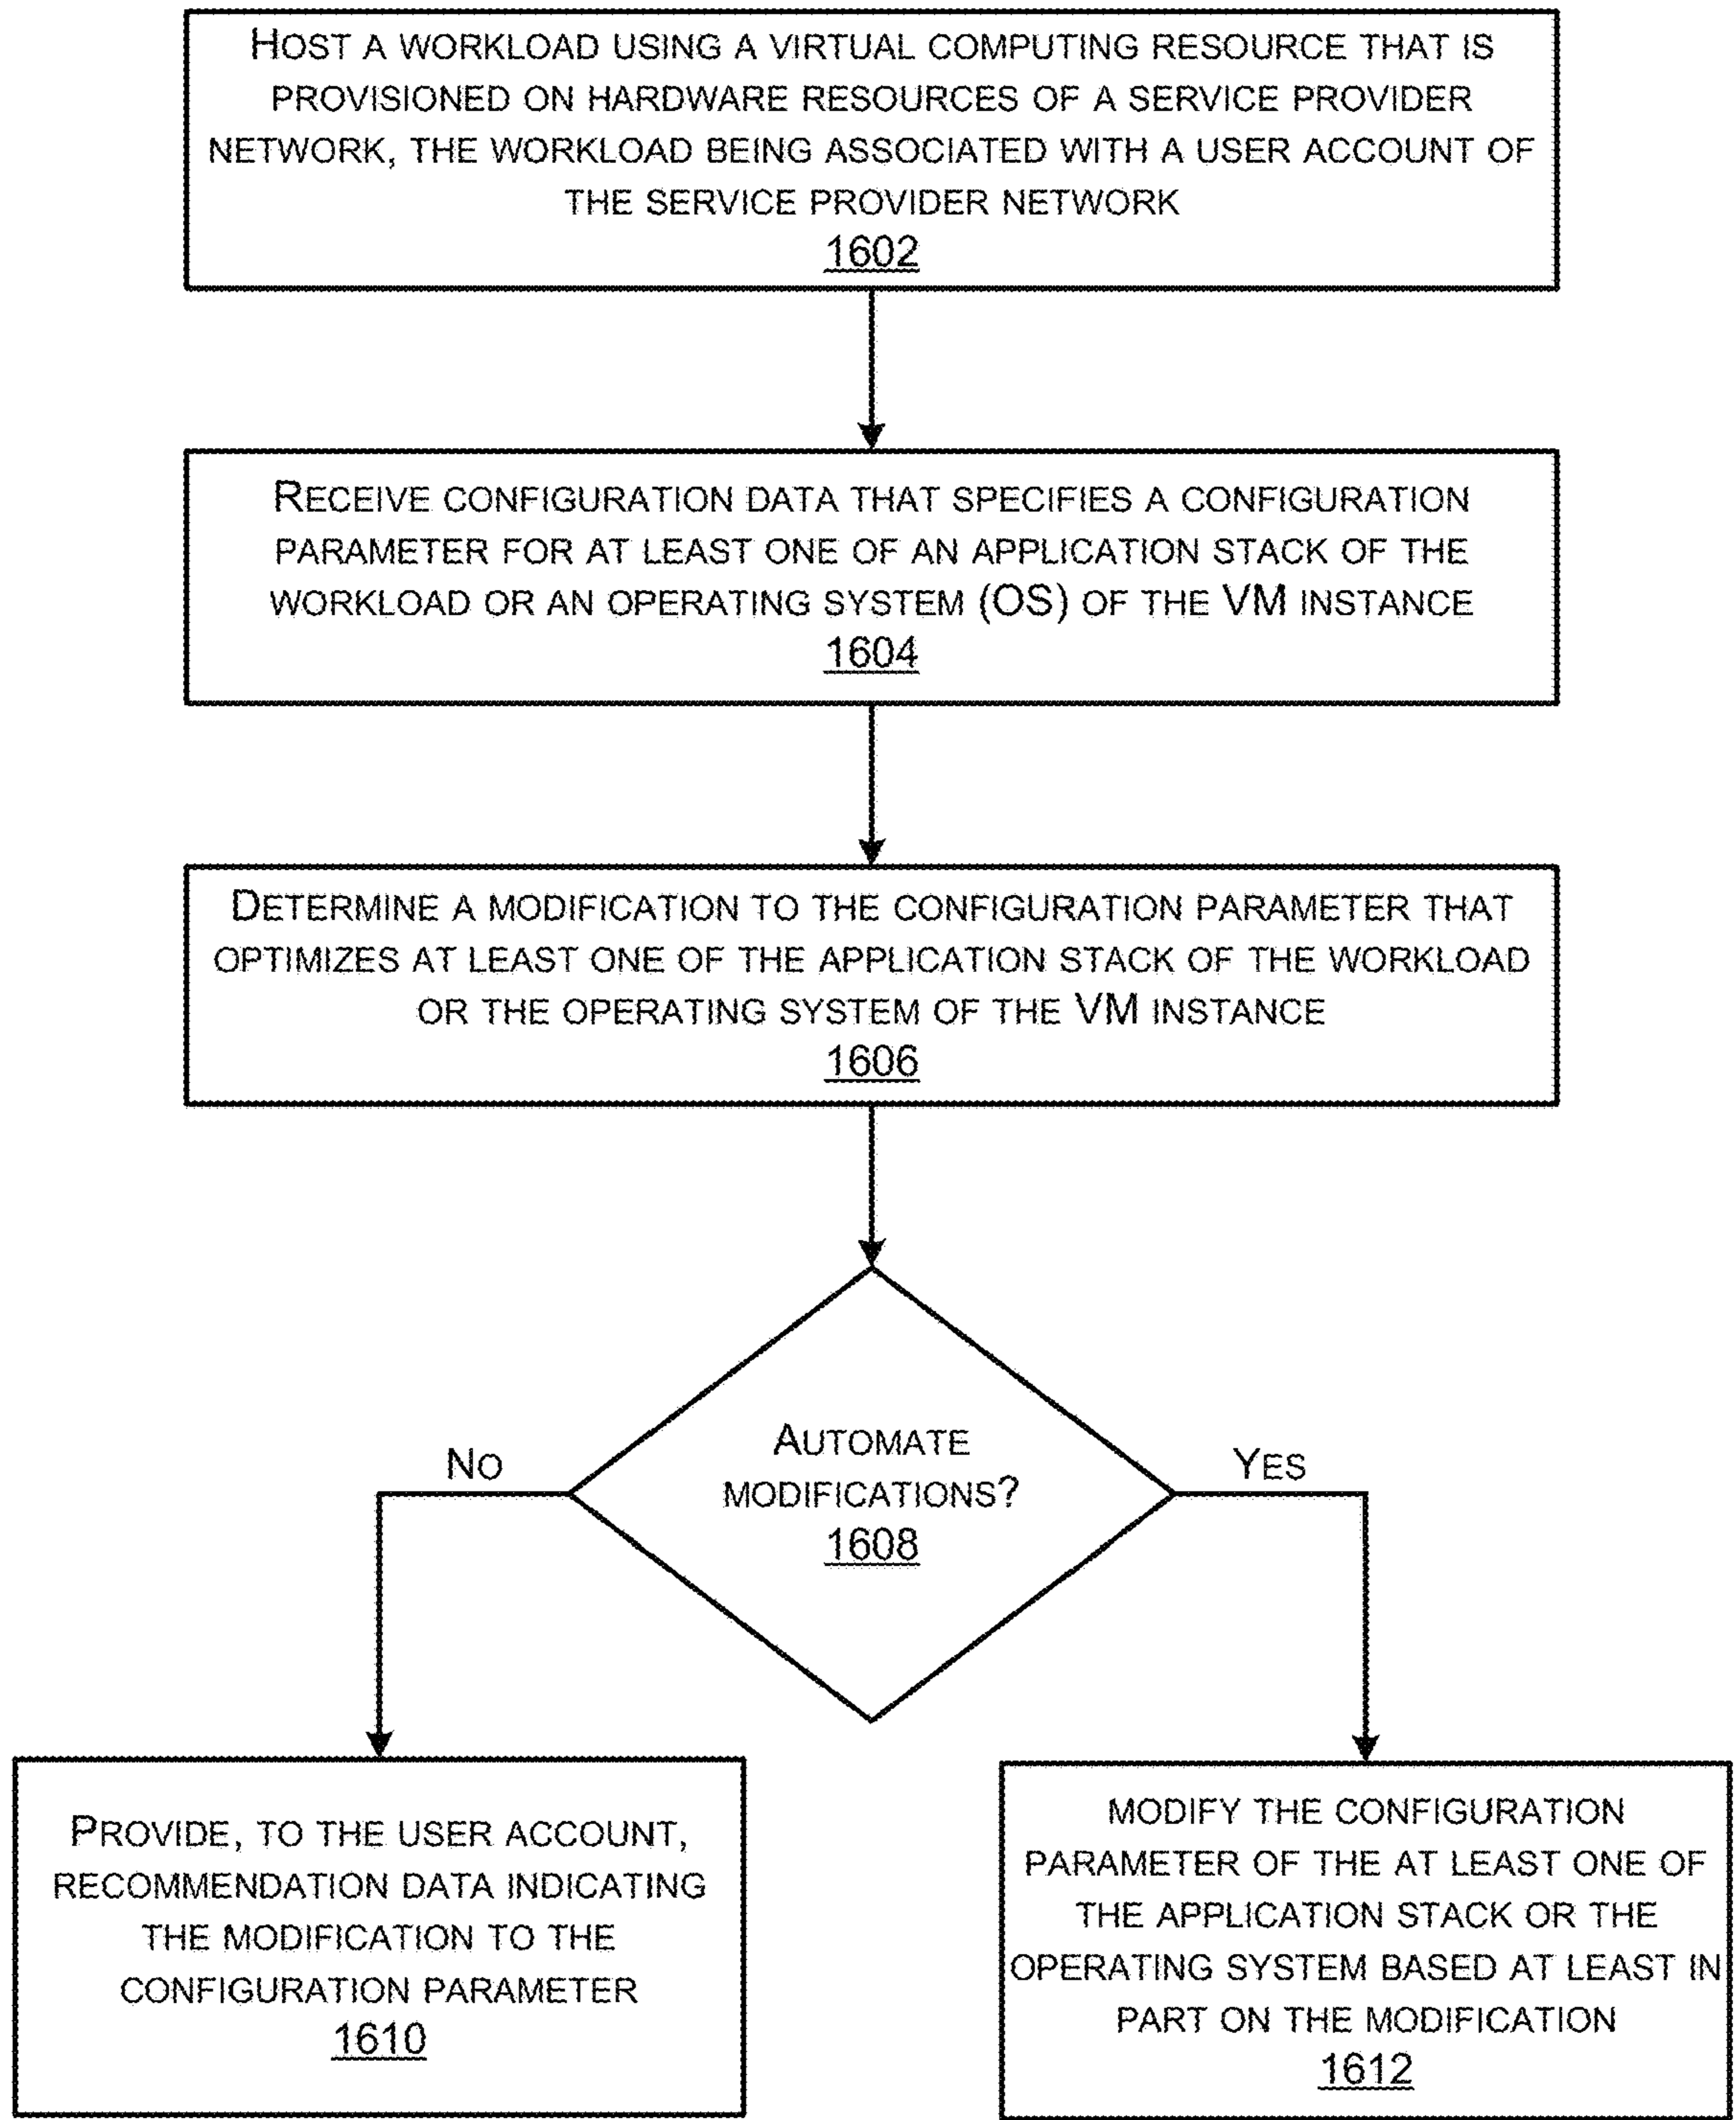 HOST A WORKLOAD USING A VIRTUAL COMPUTING RESOURCE THAT IS
PROVISIONED ON HARDWARE RESOURCES OF A SERVICE PROVIDER
NETWORK, THE WORKLOAD BEING ASSOCIATED WITH A USER ACCOUNT OF
THE SERVICE PROVIDER NETWORK
1602
RECEIVE CONFIGURATION DATA THAT SPECIFIES A CONFIGURATION
PARAMETER FOR AT LEAST ONE OF AN APPLICATION STACK OF THE
WORKLOAD OR AN OPERATING SYSTEM (OS) OF THE VM INSTANCE
1604
DETERMINE A MODIFICATION TO THE CONFIGURATION PARAMETER THAT
OPTIMIZES AT LEAST ONE OF THE APPLICATION STACK OF THE WORKLOAD
OR THE OPERATING SYSTEM OF THE VM INSTANCE
1606
AUTOMATE
MODIFICATIONS?
1608
NO
YES
PROVIDE, TO THE USER ACCOUNT,
RECOMMENDATION DATA INDICATING
THE MODIFICATION TO THE
CONFIGURATION PARAMETER
1610
MODIFY THE CONFIGURATION
PARAMETER OF THE AT LEAST ONE OF
THE APPLICATION STACK OR THE
OPERATING SYSTEM BASED AT LEAST IN
PART ON THE MODIFICATION
1612